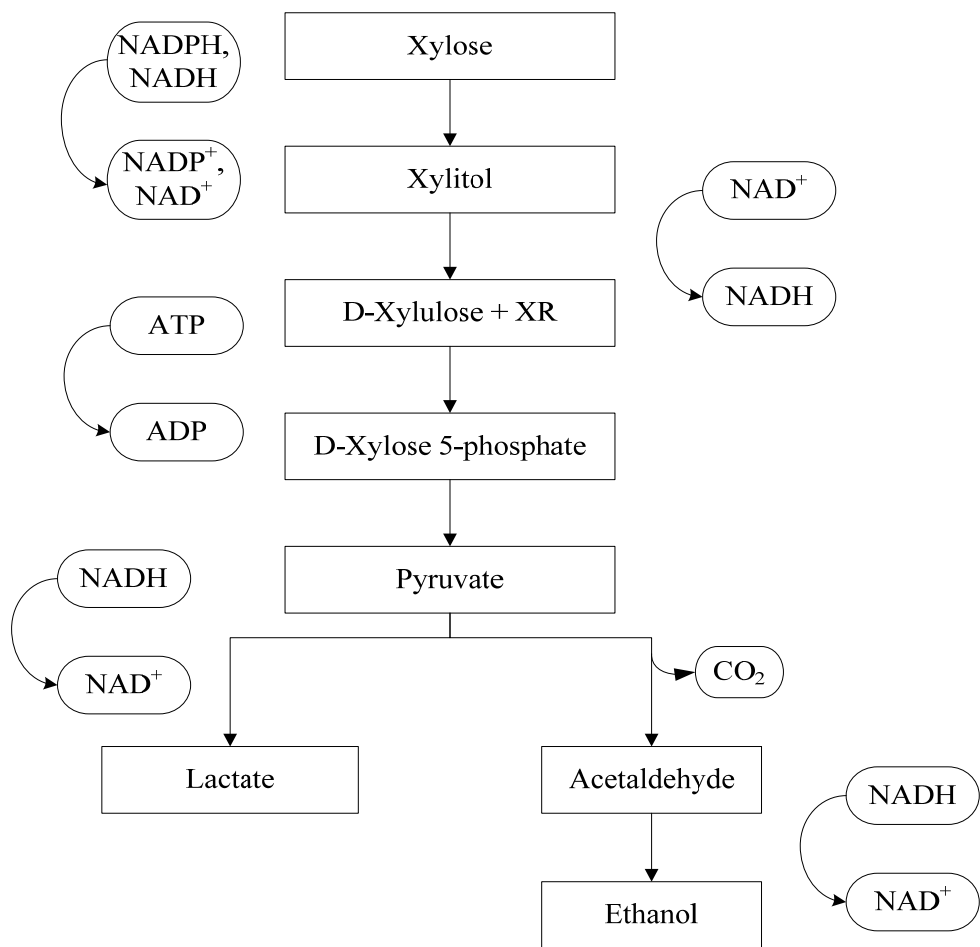 NADPH,
NADH
Xylose
NADP⁺,
NAD⁺
Xylitol
NAD⁺
NADH
D-Xylulose + XR
ATP
ADP
D-Xylose 5-phosphate
NADH
Pyruvate
NAD⁺
CO₂
Lactate
Acetaldehyde
NADH
Ethanol
NAD⁺